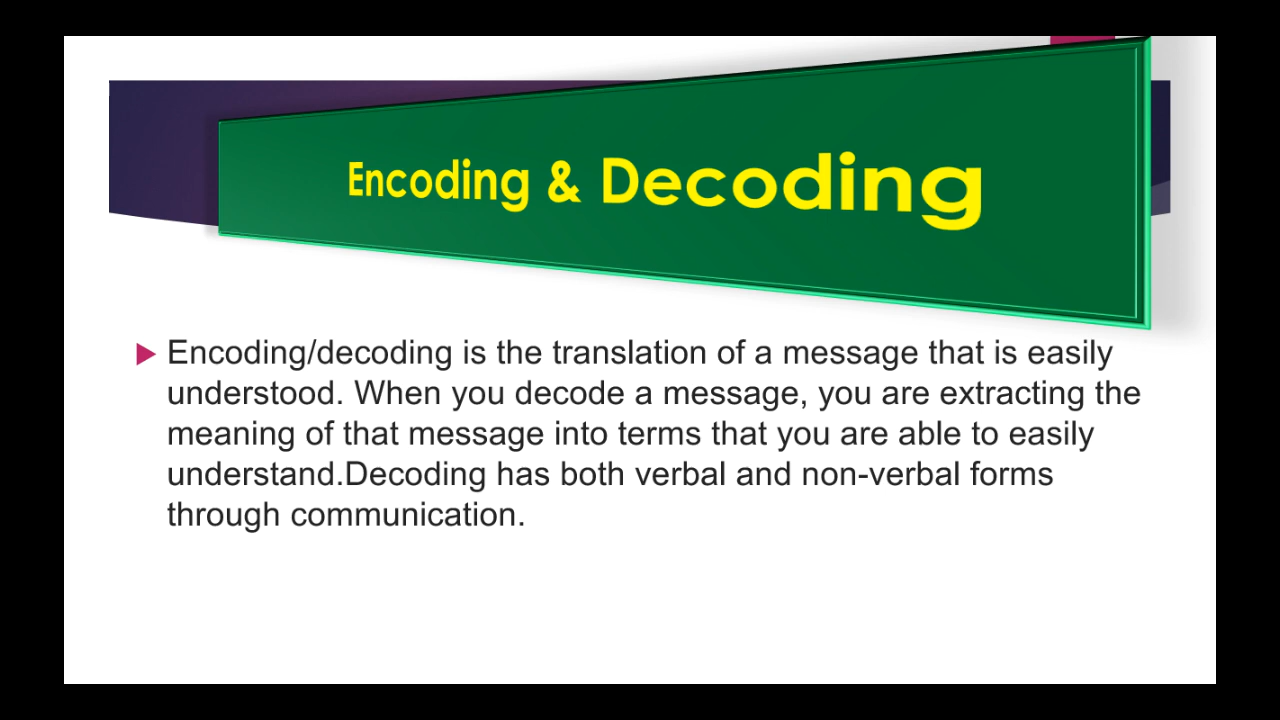 Encoding & Decoding
Encoding/decoding is the translation of a message that is easily
understood. When you decode a message, you are extracting the
meaning of that message into terms that you are able to easily
understand.Decoding has both verbal and non-verbal forms
through communication.